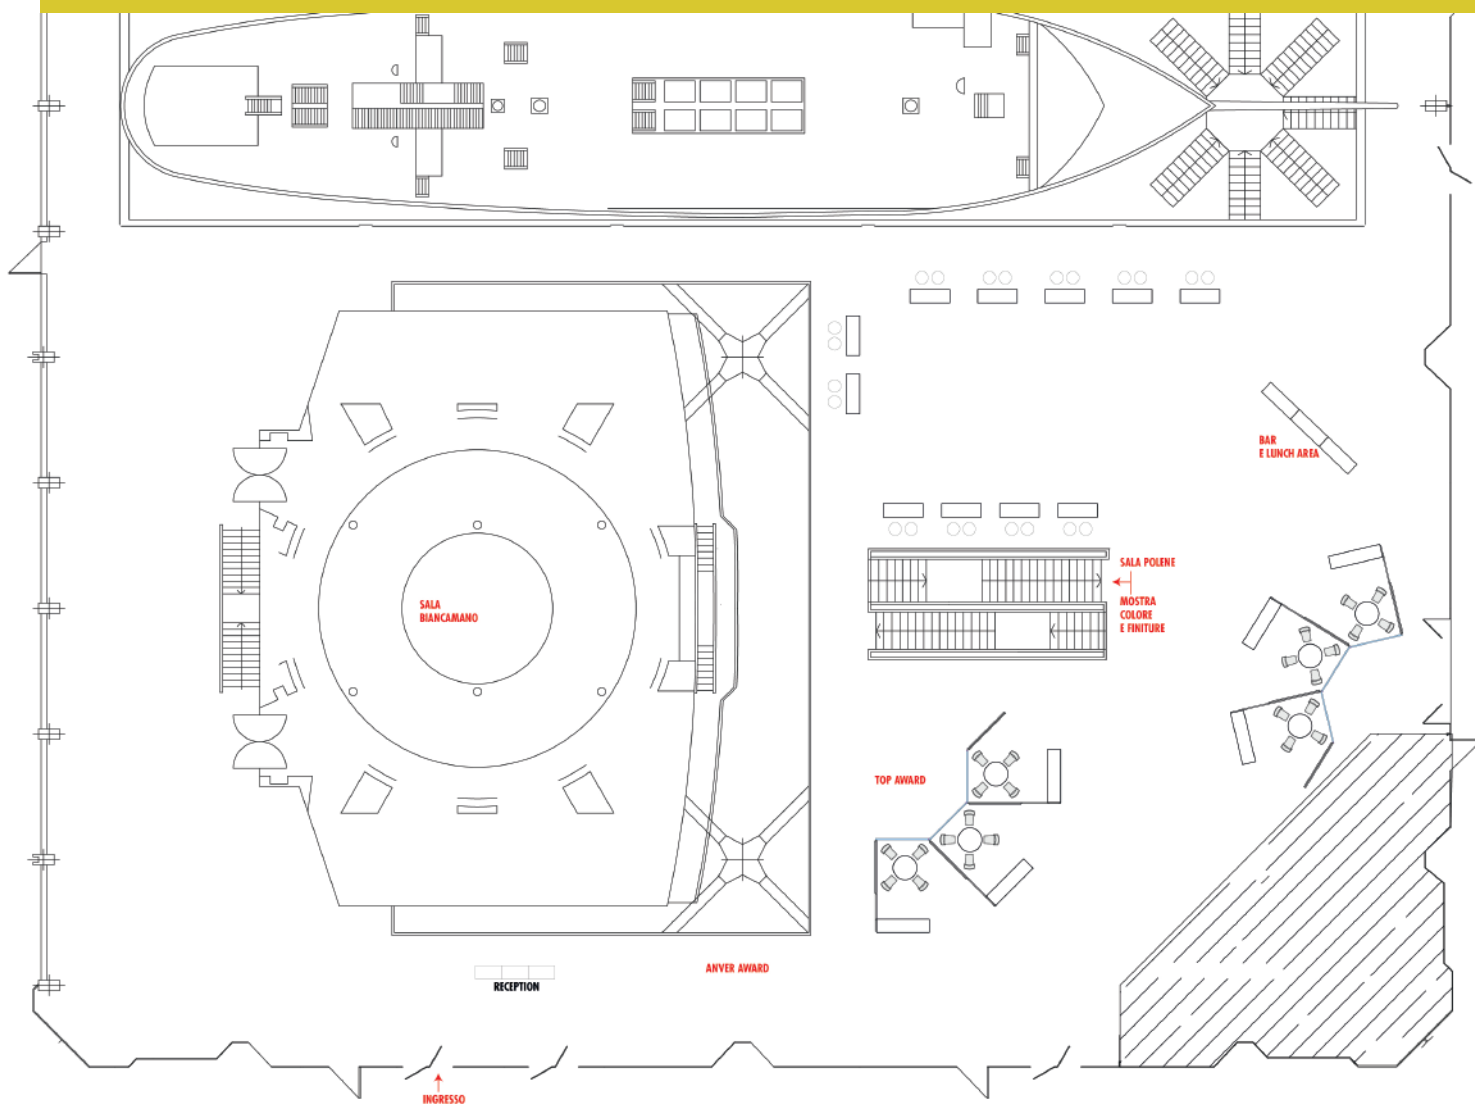 BAR
E LUNCH AREA
SALA POLENE
MOSTRA
COLORE
E FINITURE
SALA
BIANCAMANO
TOP AWARD
ANVER AWARD
RECEPTION
INGRESSO